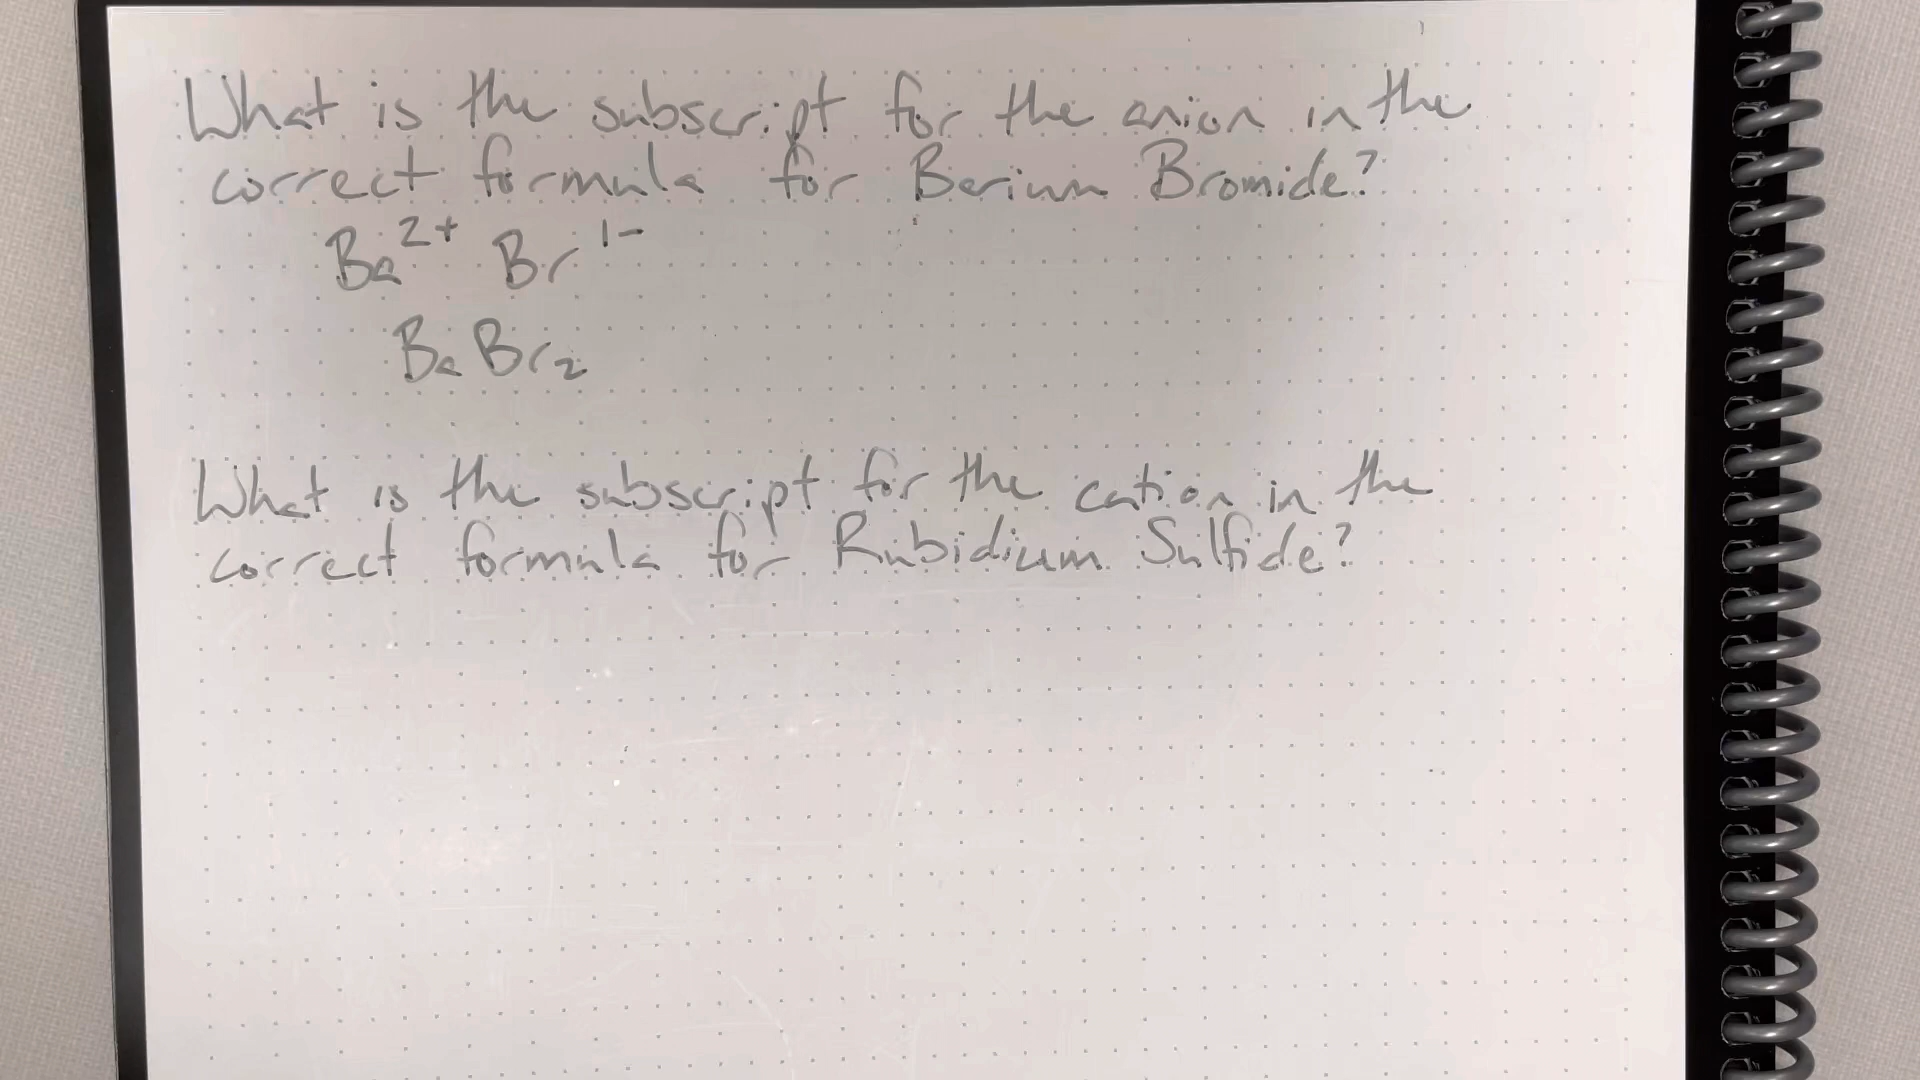 What is the subscript for the anion in the
correct formula for Barium Bromide?
Ba²⁺ Br¹⁻
BaBr₂
What is the subscript for the cation in the
correct formula for Rubidium Sulfide?